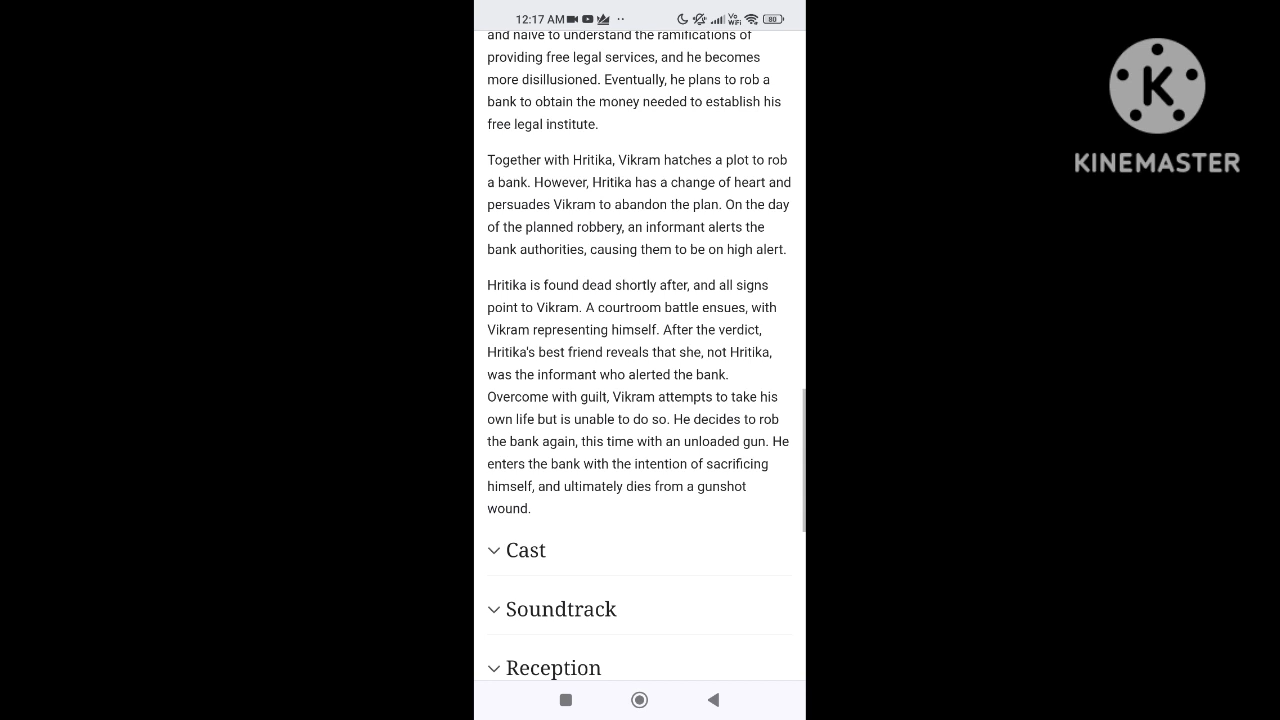 12:17 AM
Vo
WiFi
80
and naive to understand the ramifications of
providing free legal services, and he becomes
more disillusioned. Eventually, he plans to rob a
bank to obtain the money needed to establish his
free legal institute.
Together with Hritika, Vikram hatches a plot to rob
a bank. However, Hritika has a change of heart and
persuades Vikram to abandon the plan. On the day
of the planned robbery, an informant alerts the
bank authorities, causing them to be on high alert.
Hritika is found dead shortly after, and all signs
point to Vikram. A courtroom battle ensues, with
Vikram representing himself. After the verdict,
Hritika's best friend reveals that she, not Hritika,
was the informant who alerted the bank.
Overcome with guilt, Vikram attempts to take his
own life but is unable to do so. He decides to rob
the bank again, this time with an unloaded gun. He
enters the bank with the intention of sacrificing
himself, and ultimately dies from a gunshot
wound.
Cast
Soundtrack
Reception
K
KINEMASTER